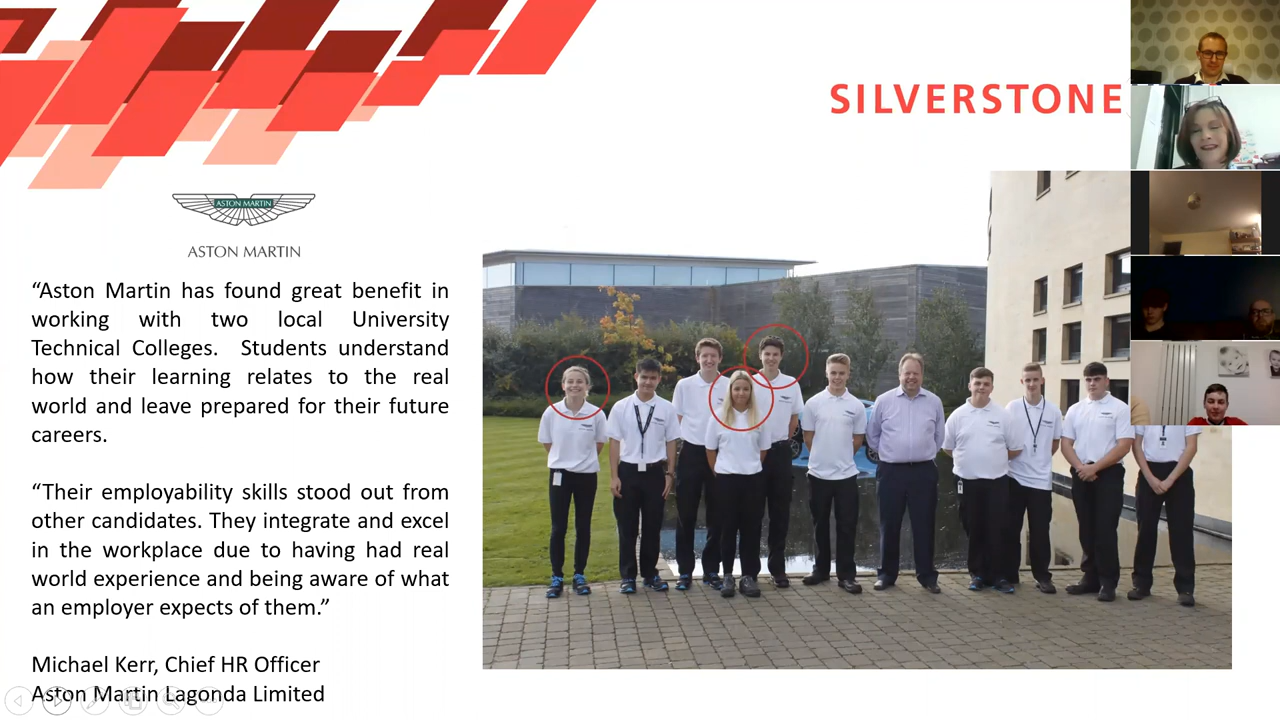 SILVERSTONE
ASTON MARTIN
ASTON MARTIN
“Aston Martin has found great benefit in
working with two local University
Technical Colleges. Students understand
how their learning relates to the real
world and leave prepared for their future
careers.
“Their employability skills stood out from
other candidates. They integrate and excel
in the workplace due to having had real
world experience and being aware of what
an employer expects of them.”
Michael Kerr, Chief HR Officer
Aston Martin Lagonda Limited